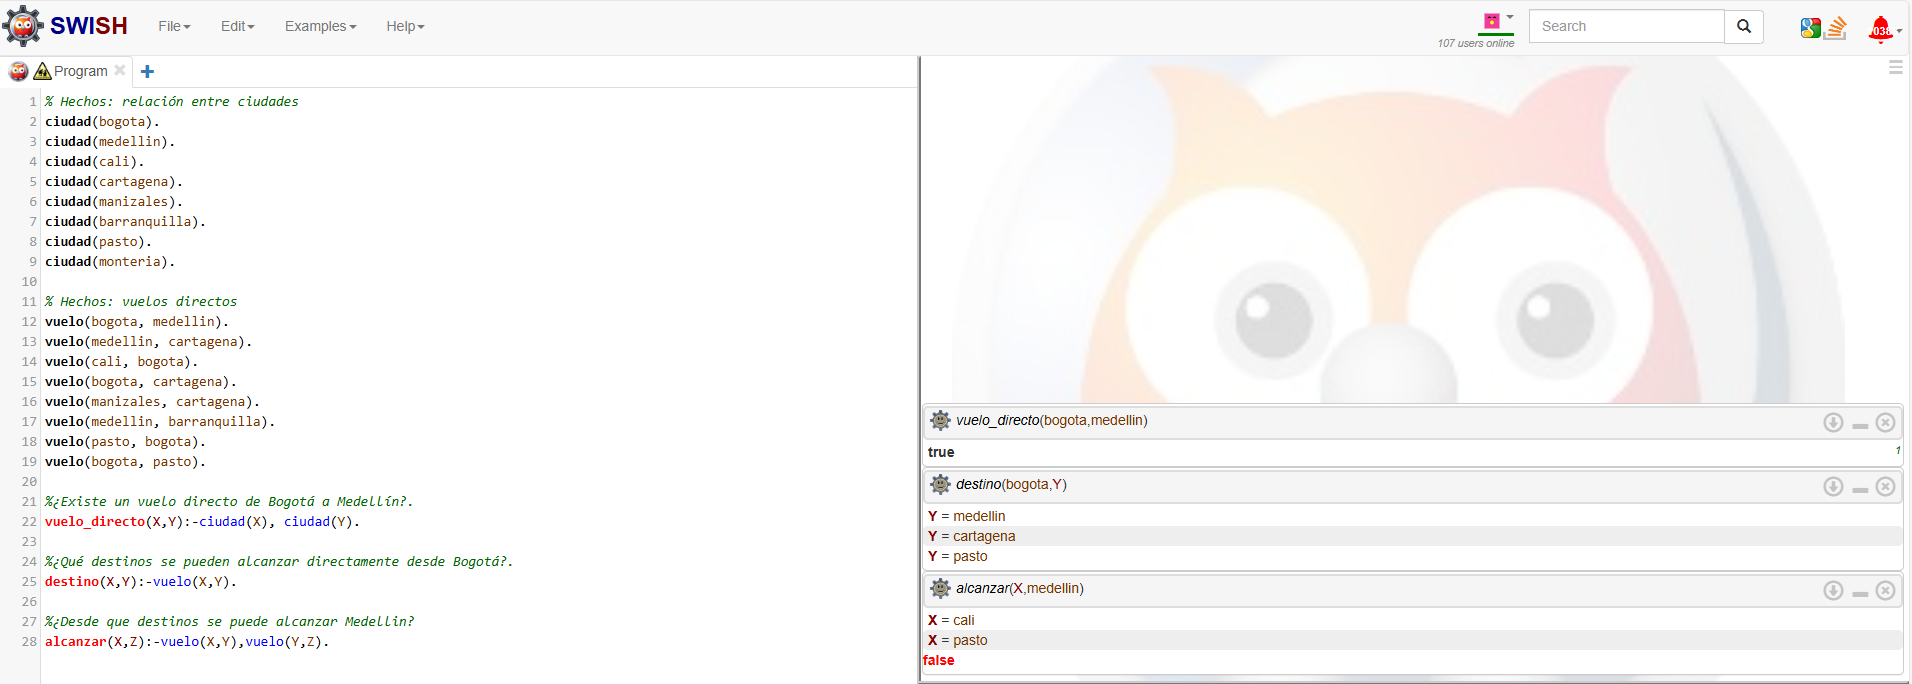 SWISH File Edit Examples Help 107 users online Search 038
Program
1 % Hechos: relación entre ciudades
2 ciudad(bogota).
3 ciudad(medellin).
4 ciudad(cali).
5 ciudad(cartagena).
6 ciudad(manizales).
7 ciudad(barranquilla).
8 ciudad(pasto).
9 ciudad(monteria).
10
11 % Hechos: vuelos directos
12 vuelo(bogota, medellin).
13 vuelo(medellin, cartagena).
14 vuelo(cali, bogota).
15 vuelo(bogota, cartagena).
16 vuelo(manizales, cartagena).
17 vuelo(medellin, barranquilla).
18 vuelo(pasto, bogota).
19 vuelo(bogota, pasto).
20
21 %¿Existe un vuelo directo de Bogotá a Medellín?.
22 vuelo_directo(X,Y):-ciudad(X), ciudad(Y).
23
24 %¿Qué destinos se pueden alcanzar directamente desde Bogotá?.
25 destino(X,Y):-vuelo(X,Y).
26
27 %¿Desde que destinos se puede alcanzar Medellin?
28 alcanzar(X,Z):-vuelo(X,Y),vuelo(Y,Z).
vuelo_directo(bogota,medellin)
true 1
destino(bogota,Y)
Y = medellin
Y = cartagena
Y = pasto
alcanzar(X,medellin)
X = cali
X = pasto
false